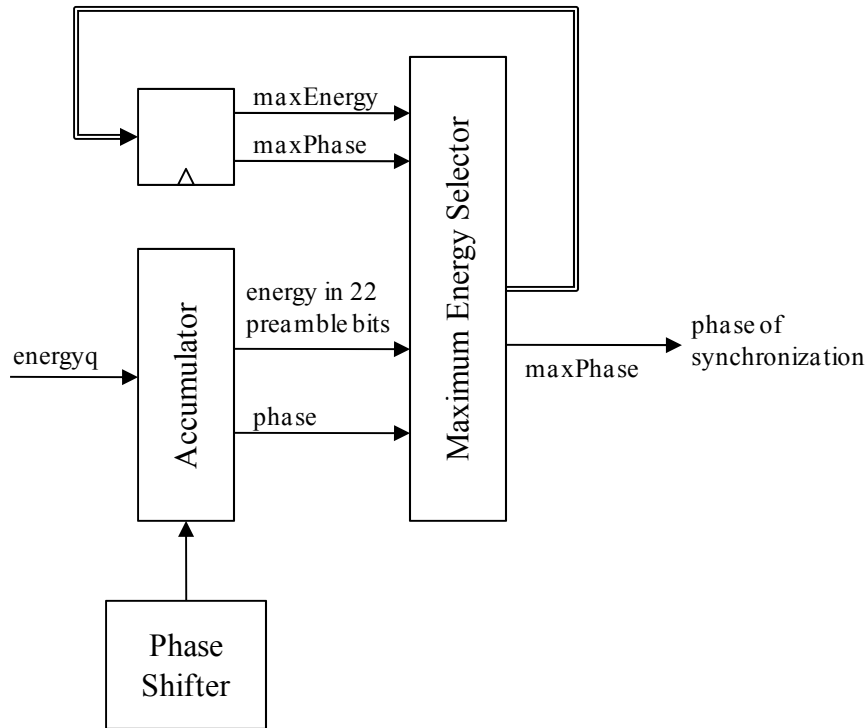 maxEnergy
maxPhase
Maximum Energy Selector
energy in 22
preamble bits
energyq
Accumulator
phase
maxPhase
phase of
synchronization
Phase
Shifter